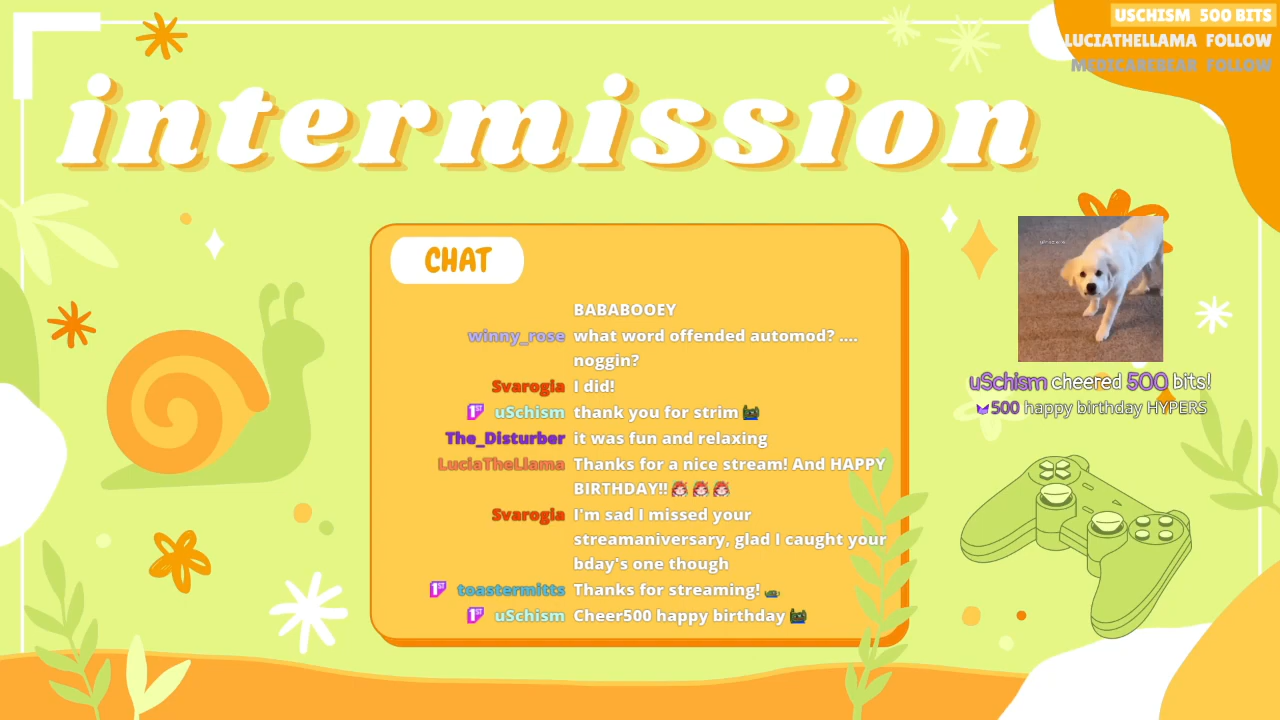 USCHISM 500 BITS
LUCIATHELLAMA FOLLOW
MEDICAREBEAR FOLLOW
intermission
CHAT
BABABOOEY
winny_rose what word offended automod? ....
noggin?
Svarogia I did!
1ST uSchism thank you for strim
The_Disturber it was fun and relaxing
LuciaTheLlama Thanks for a nice stream! And HAPPY
BIRTHDAY!!
Svarogia I'm sad I missed your
streamaniversary, glad I caught your
bday's one though
1ST toastermitts Thanks for streaming!
1ST uSchism Cheer500 happy birthday
uSchism cheered 500 bits!
500 happy birthday HYPERS